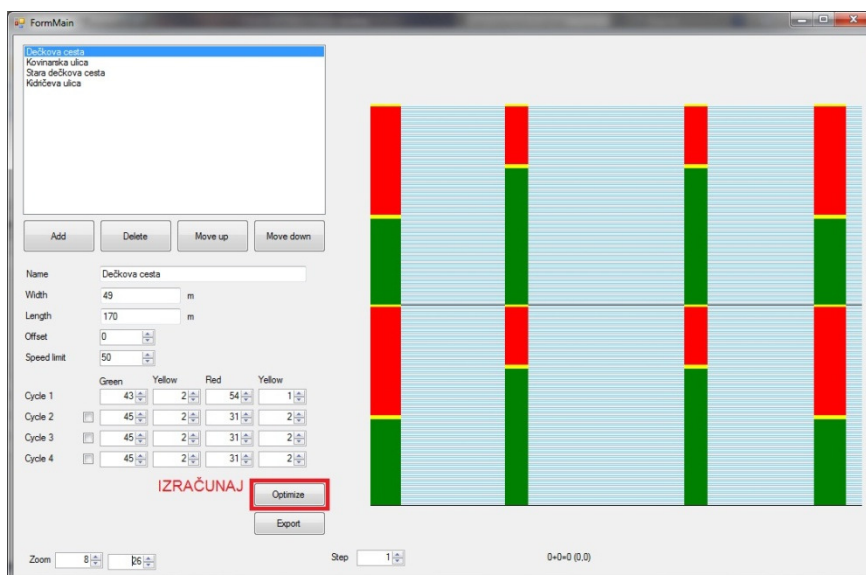 FormMain
Dečkova cesta
Kovinarska ulica
Stara dečkova cesta
Kidričeva ulica
Add Delete Move up Move down
Name Dečkova cesta
Width 49 m
Length 170 m
Offset 0
Speed limit 50
Green Yellow Red Yellow
Cycle 1 43 2 54 1
Cycle 2 45 2 31 2
Cycle 3 45 2 31 2
Cycle 4 45 2 31 2
IZRAČUNAJ Optimize
Export
Zoom 8 26 Step 1 0+0=0 (0,0)